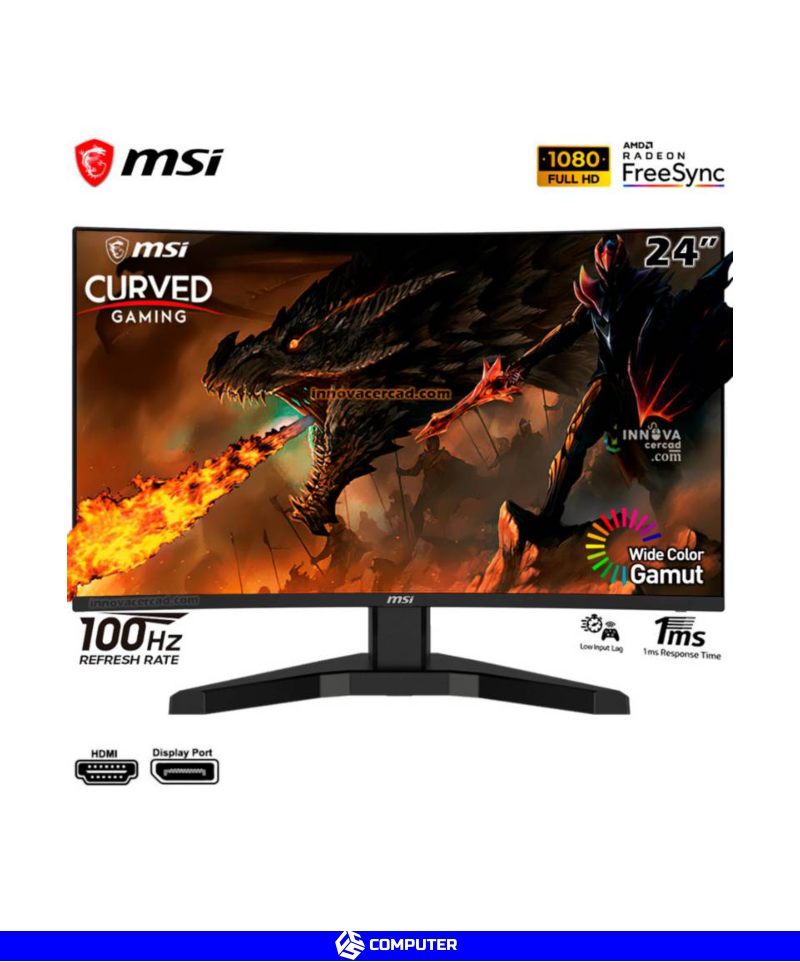 msi
·1080·
FULL HD
AMD
RADEON
FreeSync
msi
CURVED
GAMING
24”
innovacercad.com
INNOVA
cercad
.com
Wide Color
Gamut
innovacercad.com
msi
100HZ
REFRESH RATE
Low Input Lag
1ms
1ms Response Time
HDMI
Display Port
COMPUTER